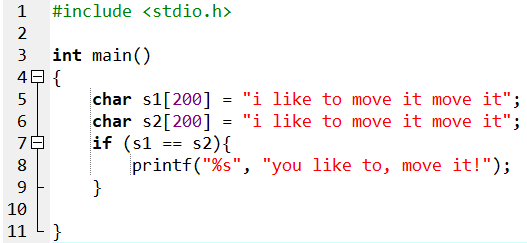 1 #include <stdio.h>
2
3 int main()
4 {
5 char s1[200] = "i like to move it move it";
6 char s2[200] = "i like to move it move it";
7 if (s1 == s2){
8 printf("%s", "you like to, move it!");
9 }
10
11 }